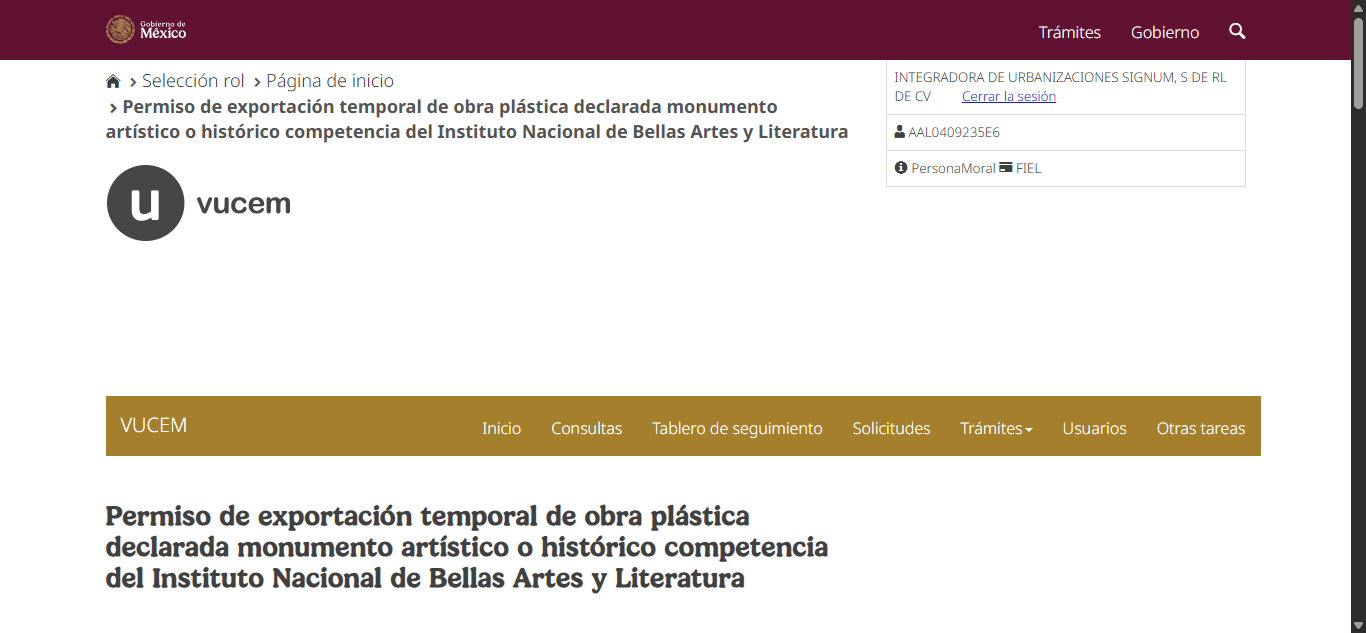 Gobierno de
México
Trámites Gobierno
Selección rol Página de inicio
Permiso de exportación temporal de obra plástica declarada monumento
artístico o histórico competencia del Instituto Nacional de Bellas Artes y Literatura
INTEGRADORA DE URBANIZACIONES SIGNUM, S DE RL
DE CV Cerrar la sesión
AAL0409235E6
PersonaMoral FIEL
u vucem
VUCEM Inicio Consultas Tablero de seguimiento Solicitudes Trámites Usuarios Otras tareas
Permiso de exportación temporal de obra plástica
declarada monumento artístico o histórico competencia
del Instituto Nacional de Bellas Artes y Literatura